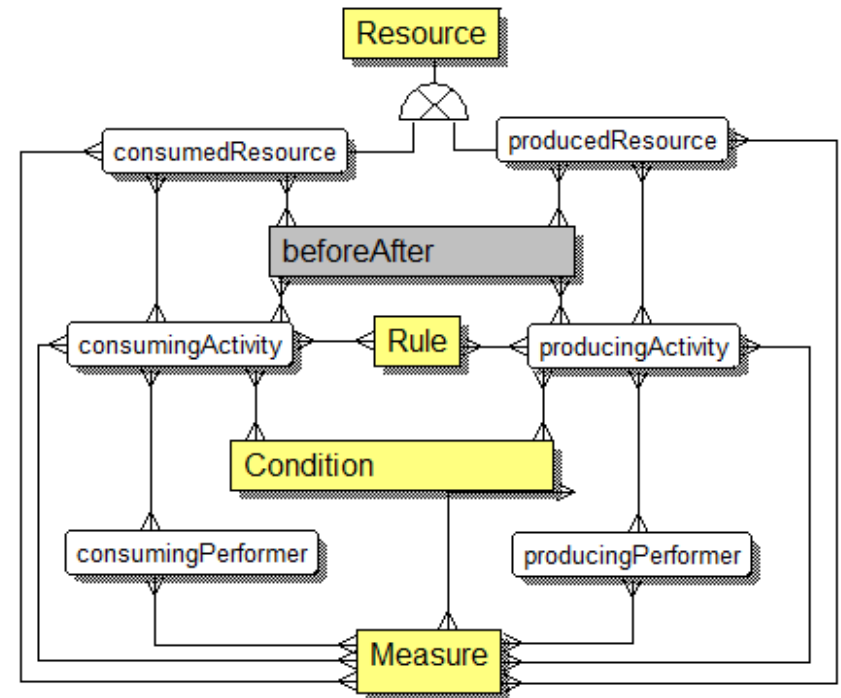 Resource
consumedResource
producedResource
beforeAfter
consumingActivity
Rule
producingActivity
Condition
consumingPerformer
producingPerformer
Measure